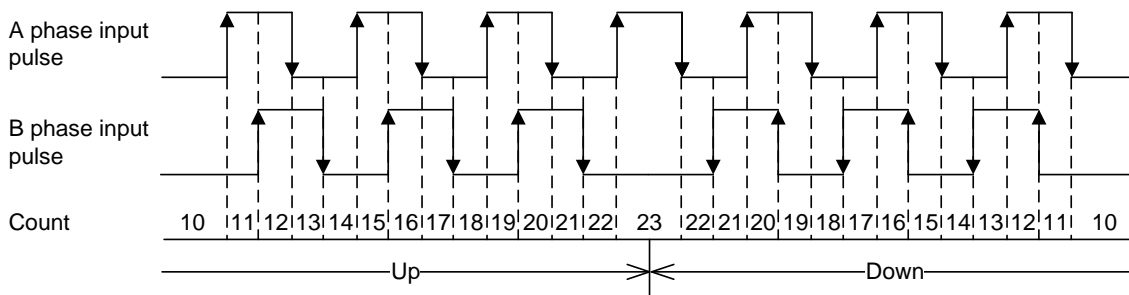 A phase input
pulse
B phase input
pulse
Count 10 11 12 13 14 15 16 17 18 19 20 21 22 23 22 21 20 19 18 17 16 15 14 13 12 11 10
Up Down